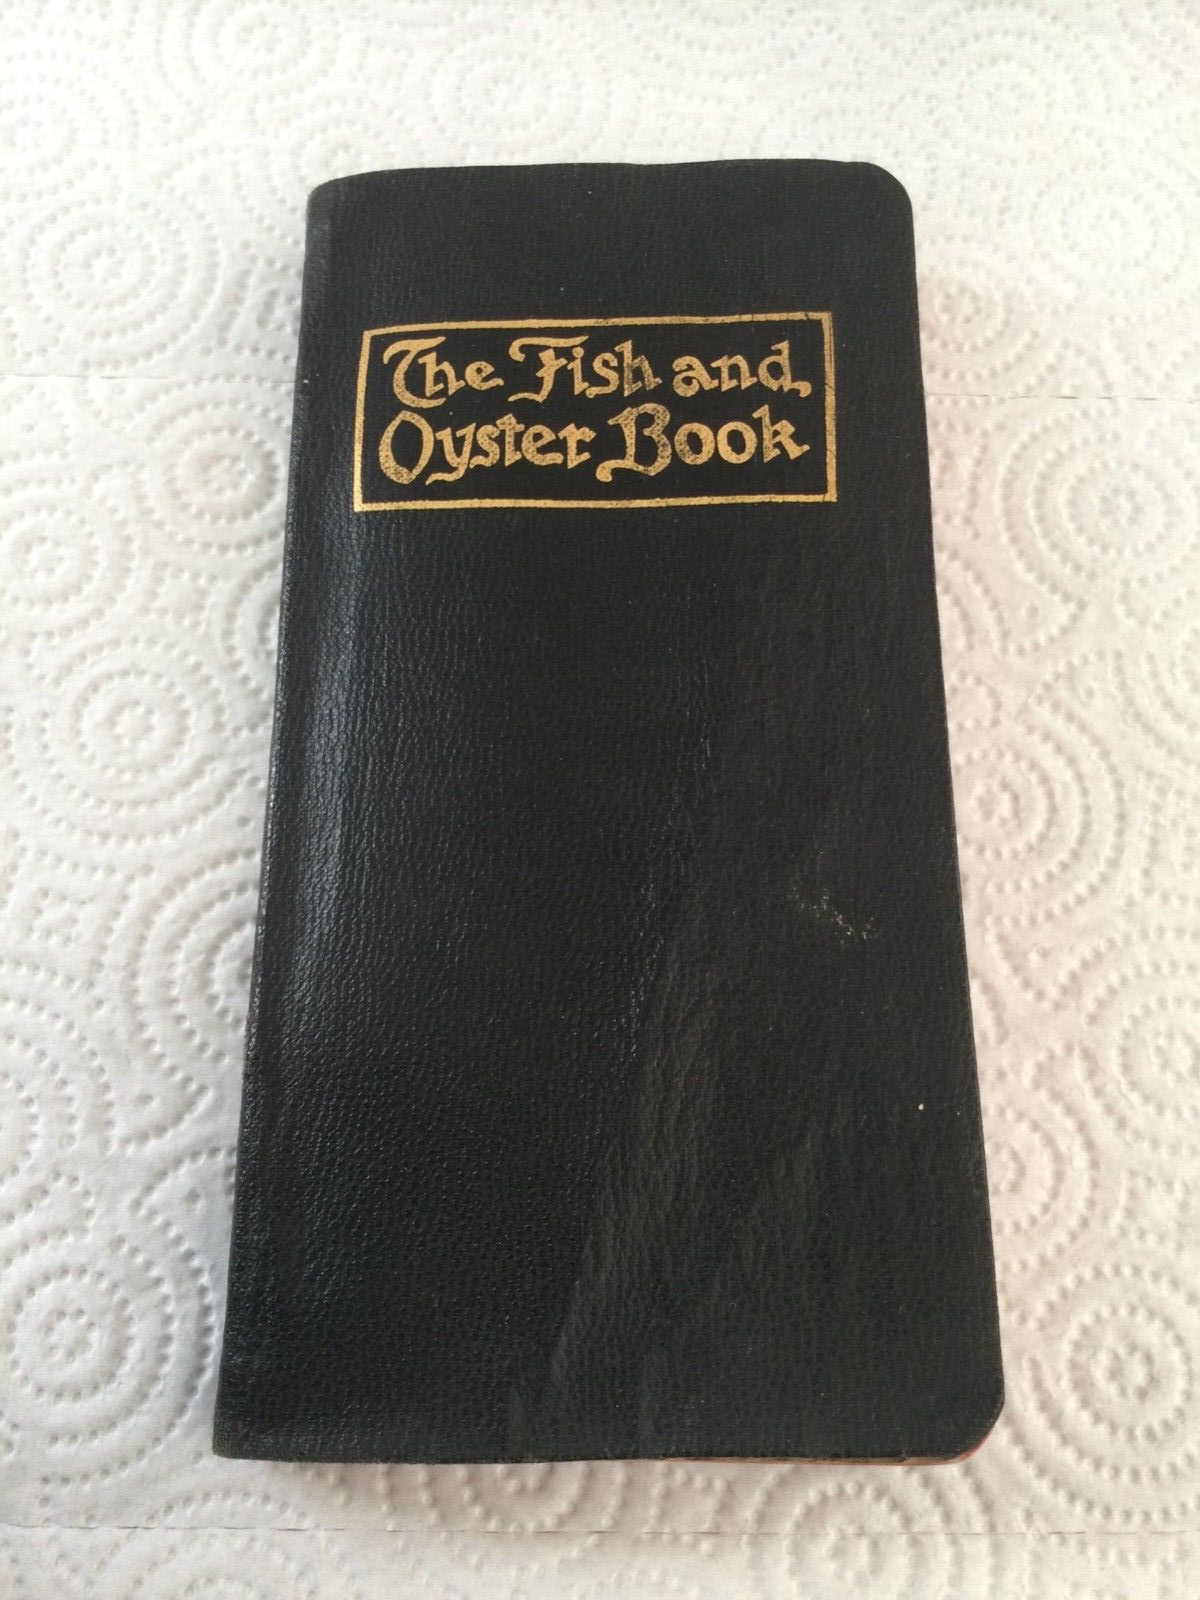 The Fish and
Oyster Book